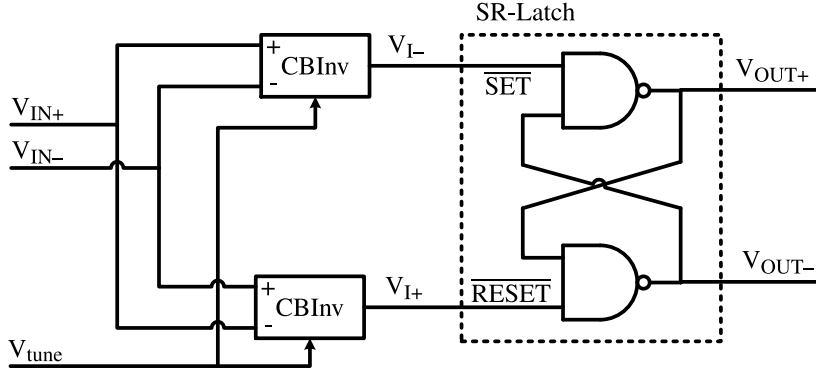 SR-Latch
+
CBInv
-
V_I−
SET
V_OUT+
V_IN+
V_IN−
+
CBInv
-
V_I+
RESET
V_OUT−
V_tune